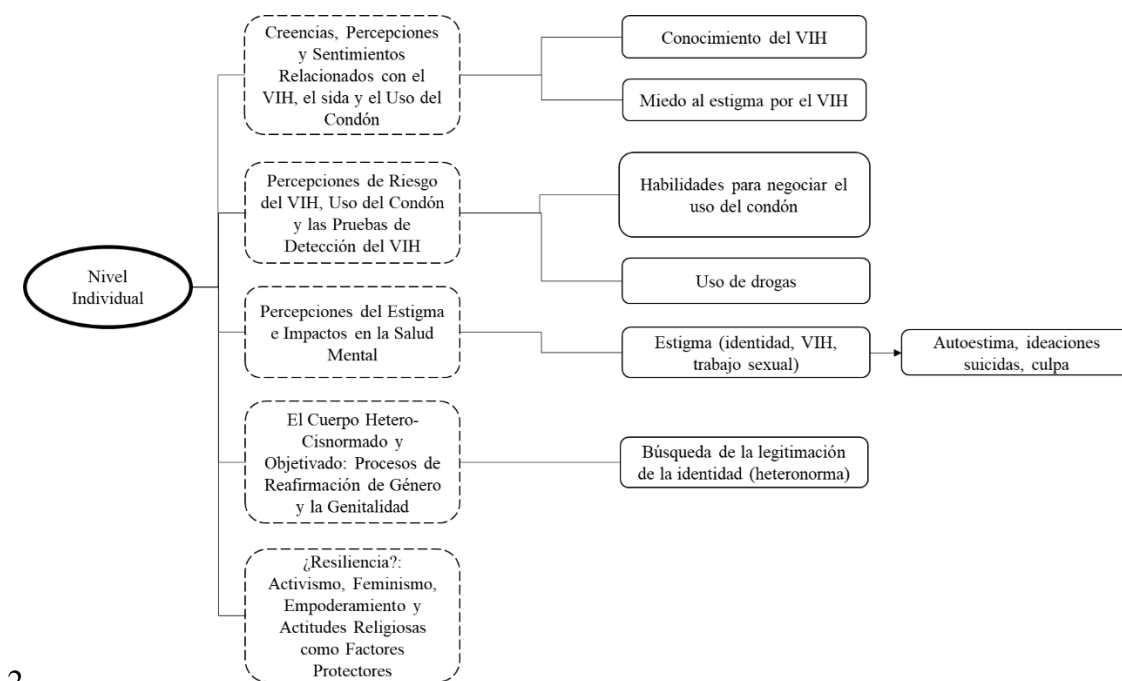 Nivel
Individual
Creencias, Percepciones
y Sentimientos
Relacionados con el
VIH, el sida y el Uso del
Condón
Conocimiento del VIH
Miedo al estigma por el VIH
Percepciones de Riesgo
del VIH, Uso del Condón
y las Pruebas de
Detección del VIH
Habilidades para negociar el
uso del condón
Uso de drogas
Percepciones del Estigma
e Impactos en la Salud
Mental
Estigma (identidad, VIH,
trabajo sexual)
Autoestima, ideaciones
suicidas, culpa
El Cuerpo Hetero-
Cisnormado y
Objetivado: Procesos de
Reafirmación de Género
y la Genitalidad
Búsqueda de la legitimación
de la identidad (heteronorma)
¿Resiliencia?:
Activismo, Feminismo,
Empoderamiento y
Actitudes Religiosas
como Factores
Protectores